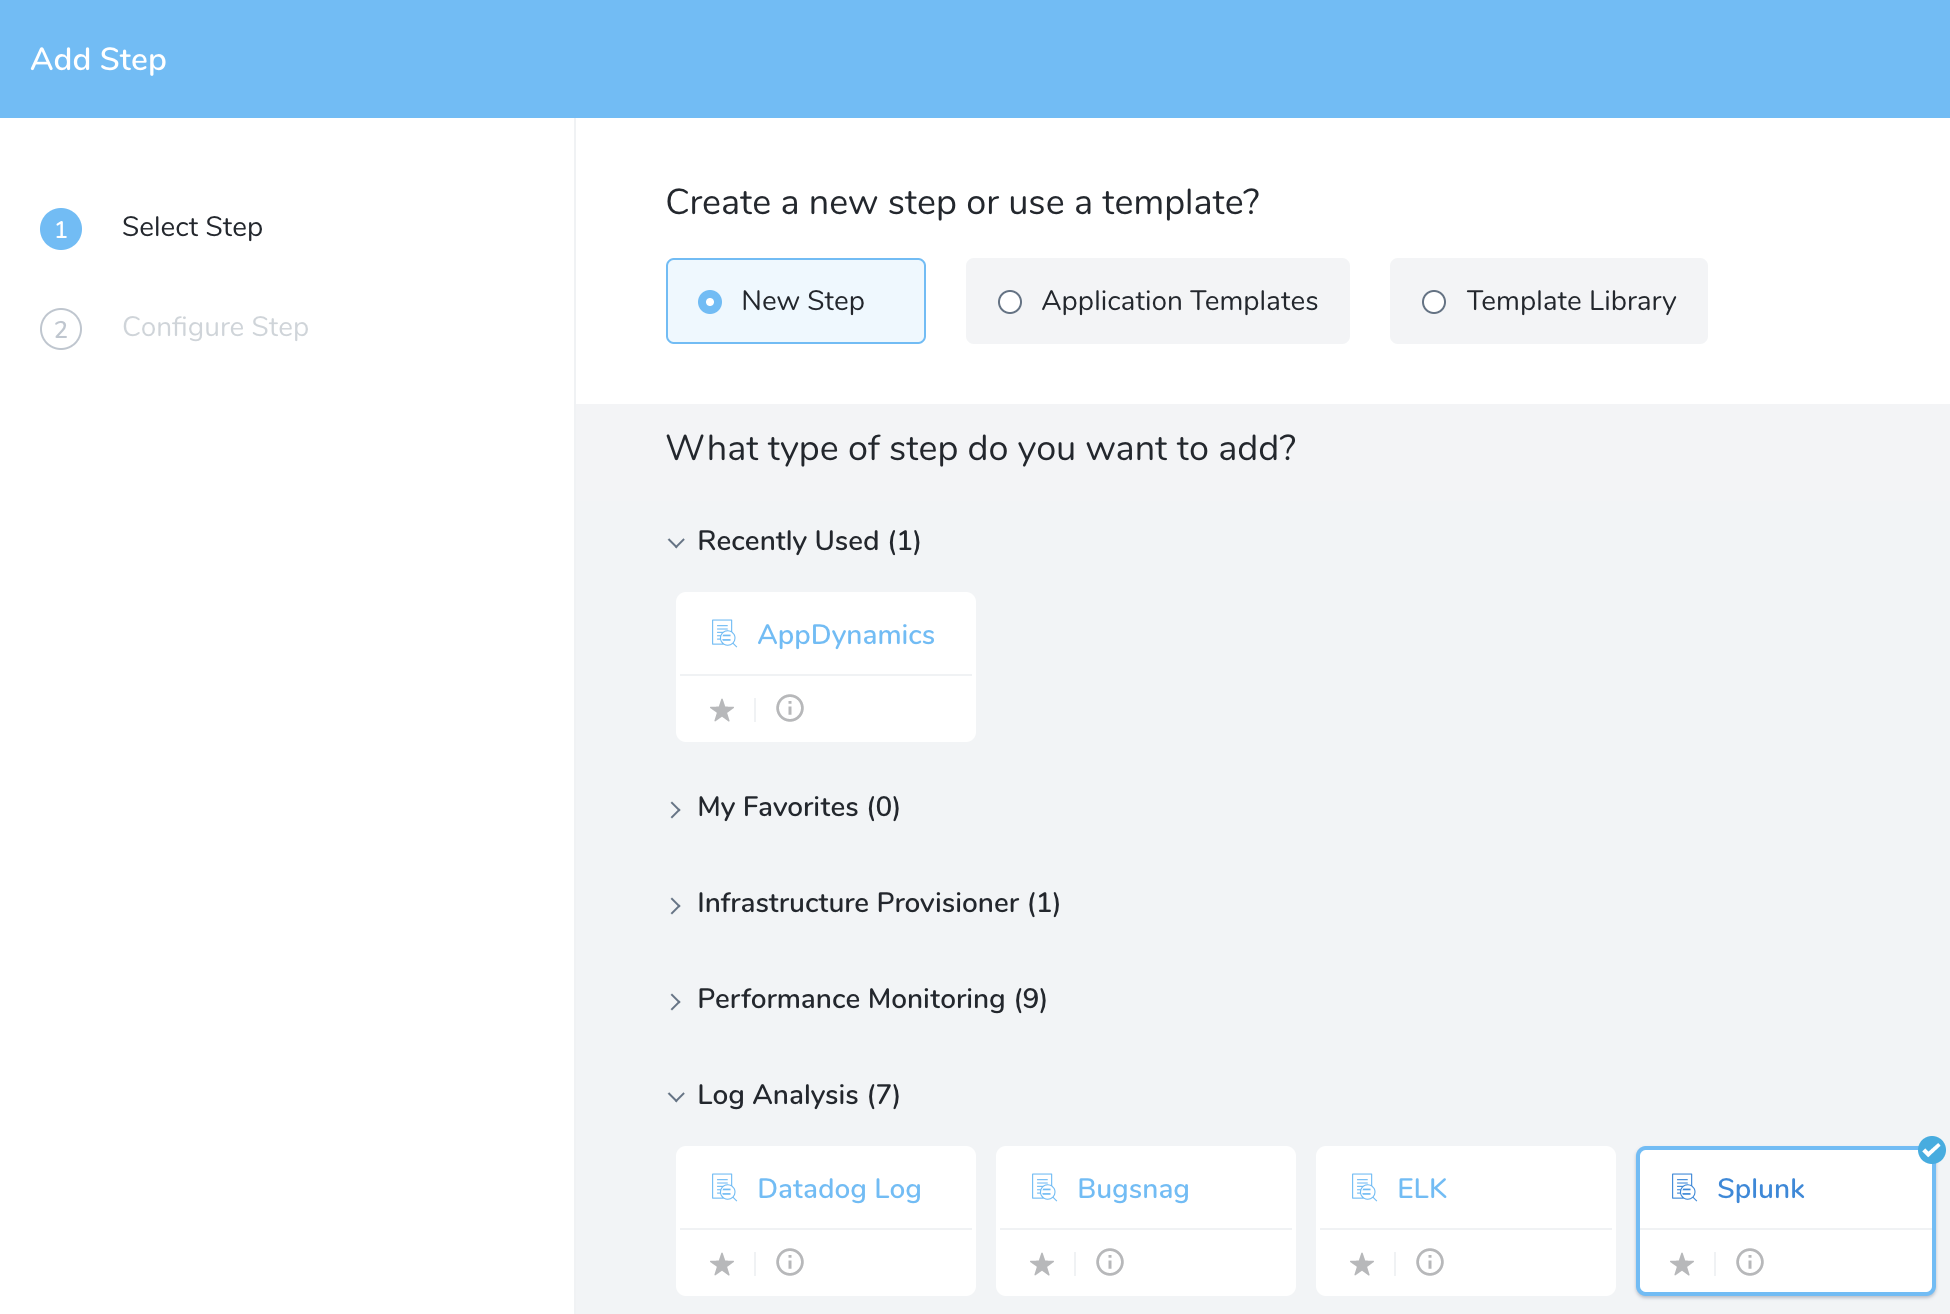 Add Step
1 Select Step
2 Configure Step
Create a new step or use a template?
New Step
Application Templates
Template Library
What type of step do you want to add?
Recently Used (1)
AppDynamics
My Favorites (0)
Infrastructure Provisioner (1)
Performance Monitoring (9)
Log Analysis (7)
Datadog Log
Bugsnag
ELK
Splunk